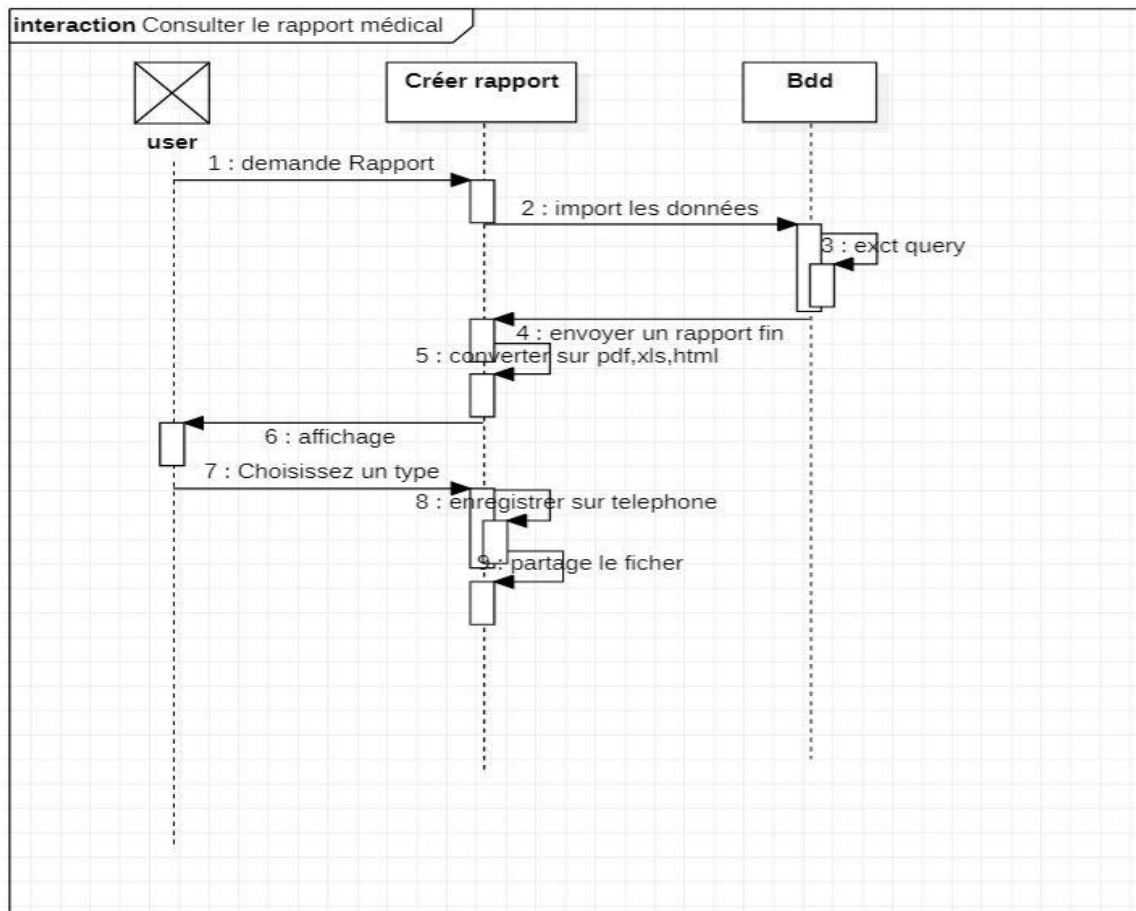 interaction Consulter le rapport médical
Créer rapport
Bdd
user
1 : demande Rapport
2 : import les données
3 : exct query
4 : envoyer un rapport fin
5 : converter sur pdf,xls,html
6 : affichage
7 : Choisissez un type
8 : enregistrer sur telephone
9 : partage le ficher